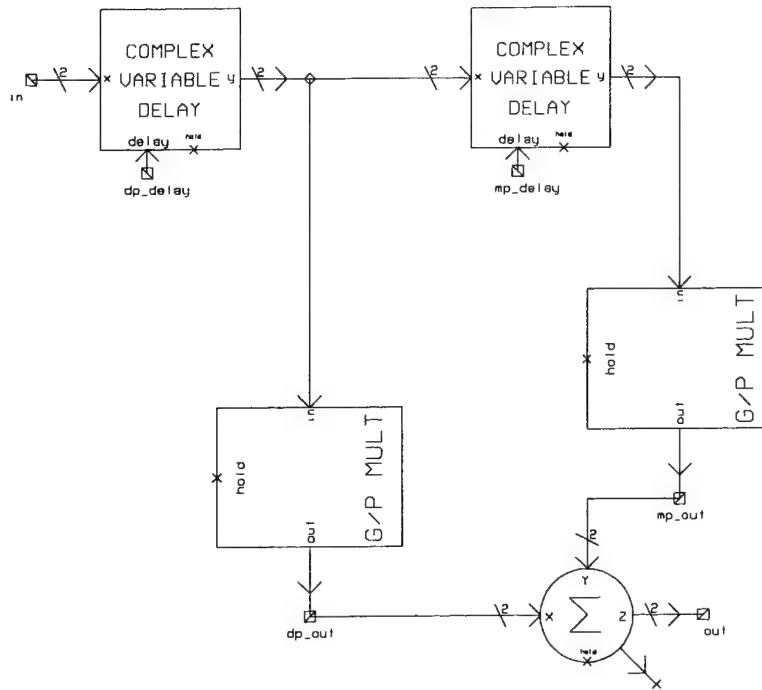 COMPLEX
VARIABLE
DELAY
x
y
delay
hold
in
2
2
dp_delay
COMPLEX
VARIABLE
DELAY
x
y
delay
hold
2
2
mp_delay
in
hold
G/P MULT
out
mp_out
in
hold
G/P MULT
out
dp_out
2
2
Y
X
Σ
Z
hold
2
out